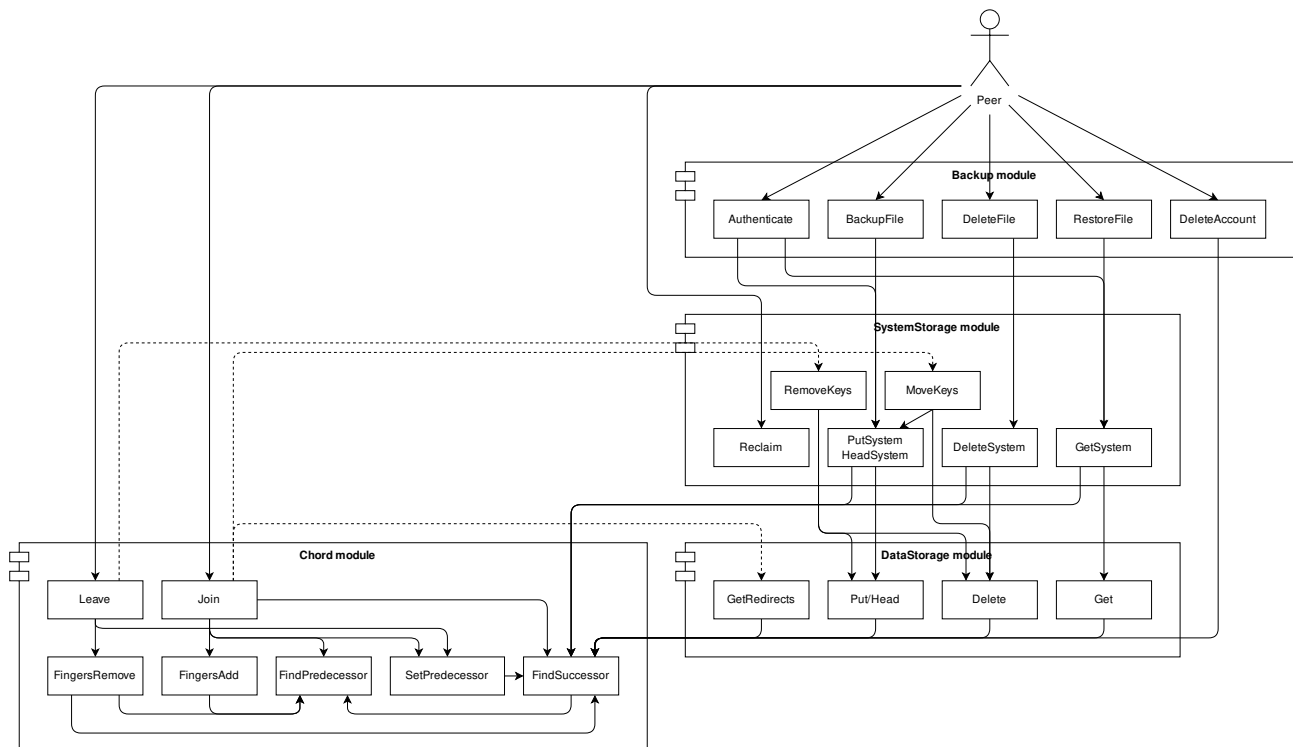 Peer
Backup module
Authenticate
BackupFile
DeleteFile
RestoreFile
DeleteAccount
SystemStorage module
RemoveKeys
MoveKeys
Reclaim
PutSystem
HeadSystem
DeleteSystem
GetSystem
Chord module
DataStorage module
Leave
Join
GetRedirects
Put/Head
Delete
Get
FingersRemove
FingersAdd
FindPredecessor
SetPredecessor
FindSuccessor